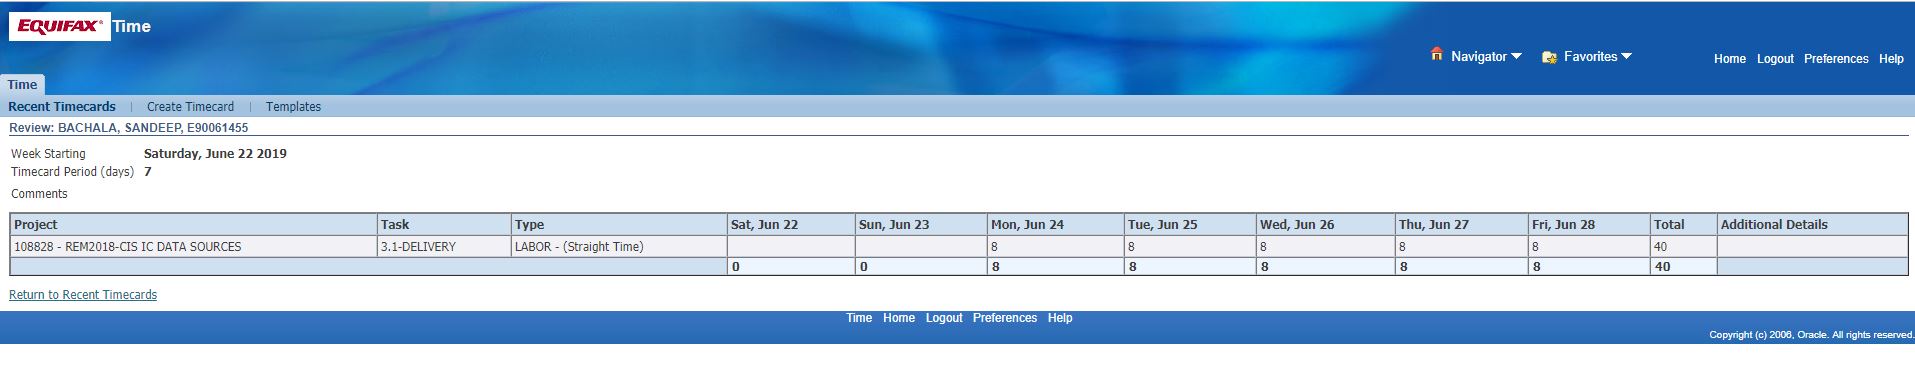 EQUIFAX Time
Navigator Favorites Home Logout Preferences Help
Time
Recent Timecards | Create Timecard | Templates
Review: BACHALA, SANDEEP, E90061455
Week Starting Saturday, June 22 2019
Timecard Period (days) 7
Comments
Project Task Type Sat, Jun 22 Sun, Jun 23 Mon, Jun 24 Tue, Jun 25 Wed, Jun 26 Thu, Jun 27 Fri, Jun 28 Total Additional Details
108828 - REM2018-CIS IC DATA SOURCES 3.1-DELIVERY LABOR - (Straight Time) 8 8 8 8 8 40
0 0 8 8 8 8 8 40
Return to Recent Timecards
Time Home Logout Preferences Help
Copyright (c) 2006, Oracle. All rights reserved.